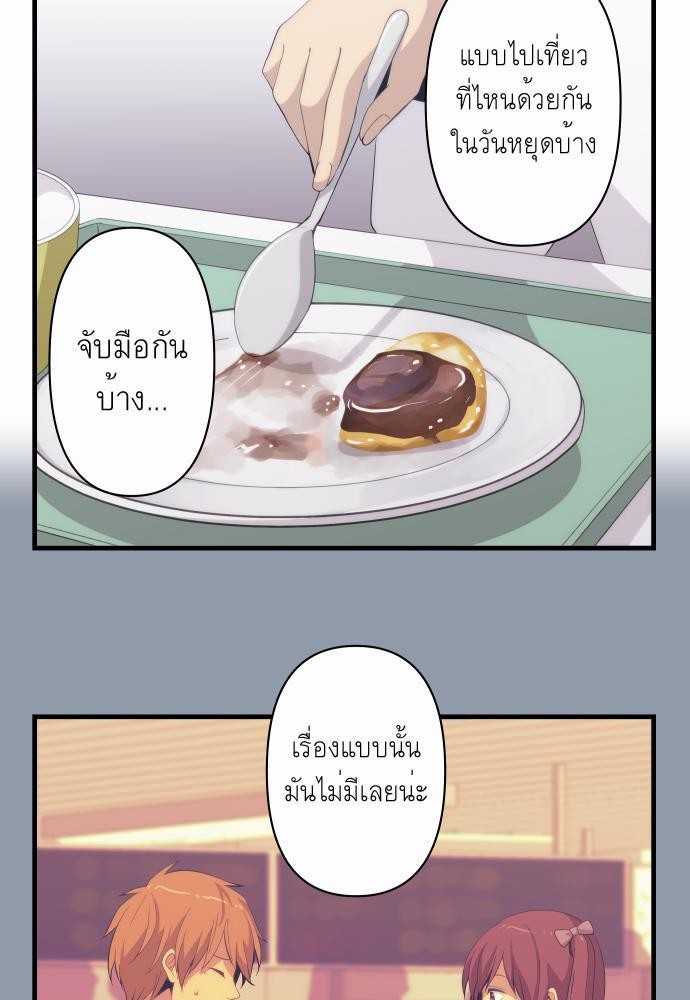 แบบไปเที่ยว
ที่ไหนด้วยกัน
ในวันหยุดบ้าง
จับมือกัน
บ้าง...
เรื่องแบบนั้น
มันไม่มีเลยน่ะ